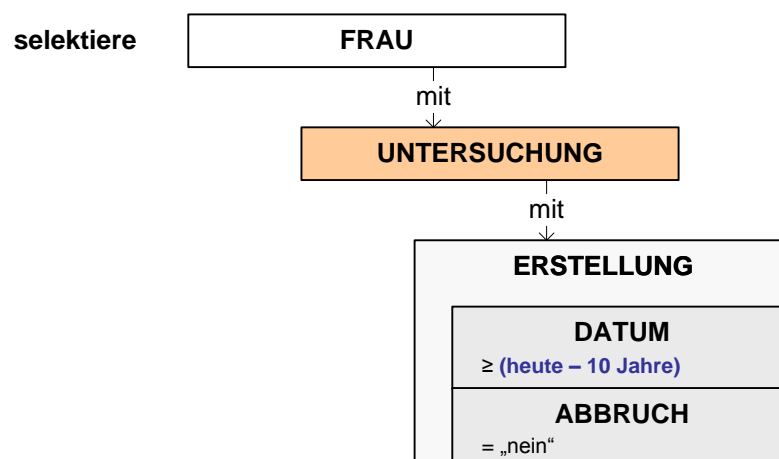 selektiere FRAU
mit
UNTERSUCHUNG
mit
ERSTELLUNG
DATUM
≥ (heute – 10 Jahre)
ABBRUCH
= „nein“